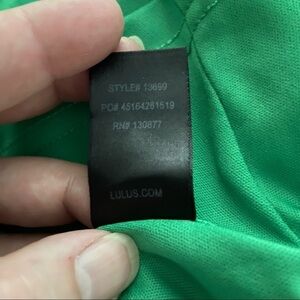 STYLE# 13699
PO# 45164261519
RN# 130877
LULUS.COM